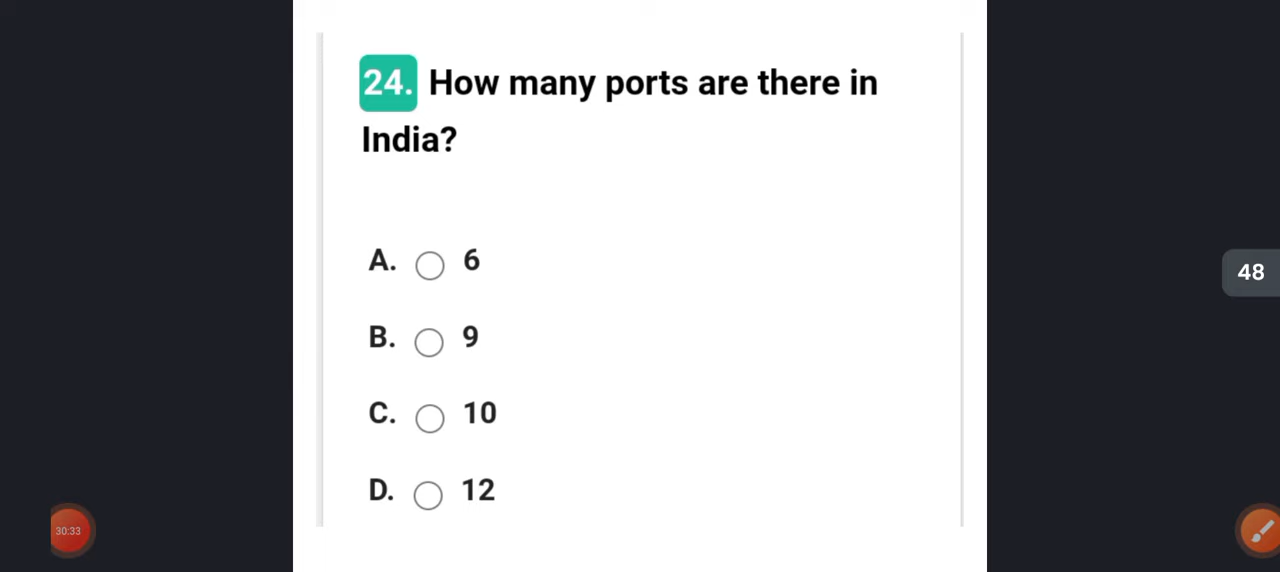 24. How many ports are there in
India?
A. 6
B. 9
C. 10
D. 12
48
30:33